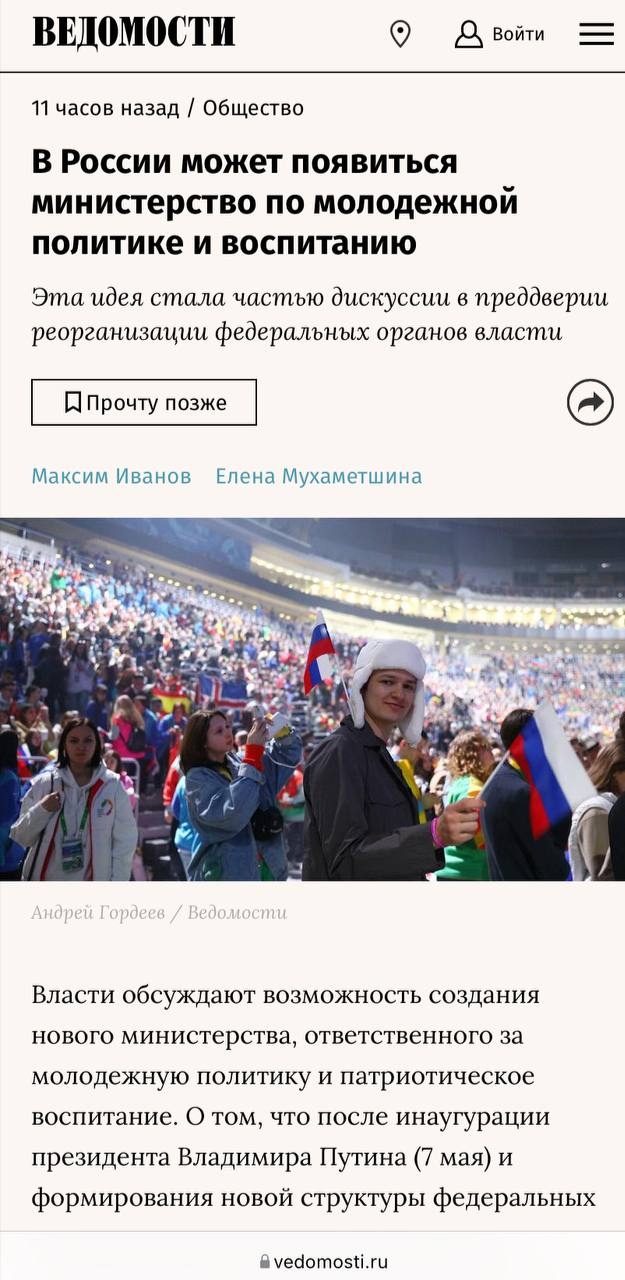 ВЕДОМОСТИ
Войти
11 часов назад / Общество
В России может появиться
министерство по молодежной
политике и воспитанию
Эта идея стала частью дискуссии в преддверии
реорганизации федеральных органов власти
Прочту позже
Максим Иванов Елена Мухаметшина
Андрей Гордеев / Ведомости
Власти обсуждают возможность создания
нового министерства, ответственного за
молодежную политику и патриотическое
воспитание. О том, что после инаугурации
президента Владимира Путина (7 мая) и
формирования новой структуры федеральных
vedomosti.ru